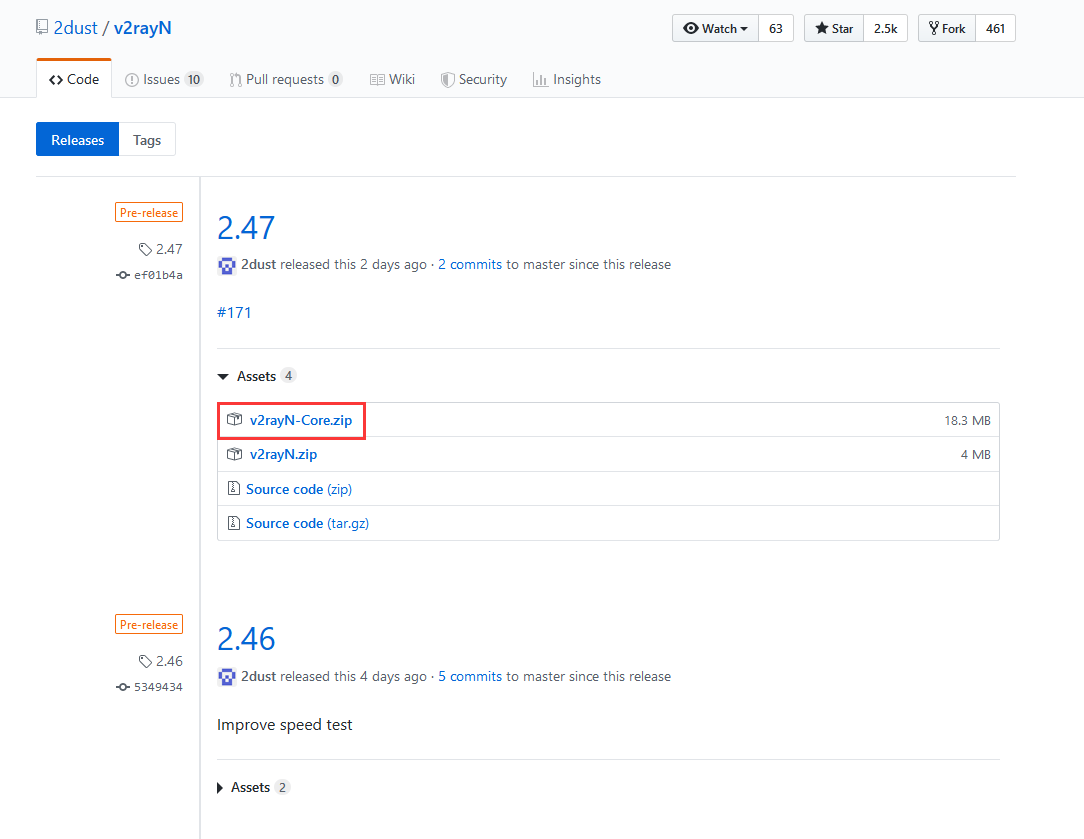 2dust / v2rayN
Watch 63 Star 2.5k Fork 461
Code Issues 10 Pull requests 0 Wiki Security Insights
Releases Tags
Pre-release
2.47
ef01b4a
2.47
2dust released this 2 days ago · 2 commits to master since this release
#171
Assets 4
v2rayN-Core.zip 18.3 MB
v2rayN.zip 4 MB
Source code (zip)
Source code (tar.gz)
Pre-release
2.46
5349434
2.46
2dust released this 4 days ago · 5 commits to master since this release
Improve speed test
Assets 2